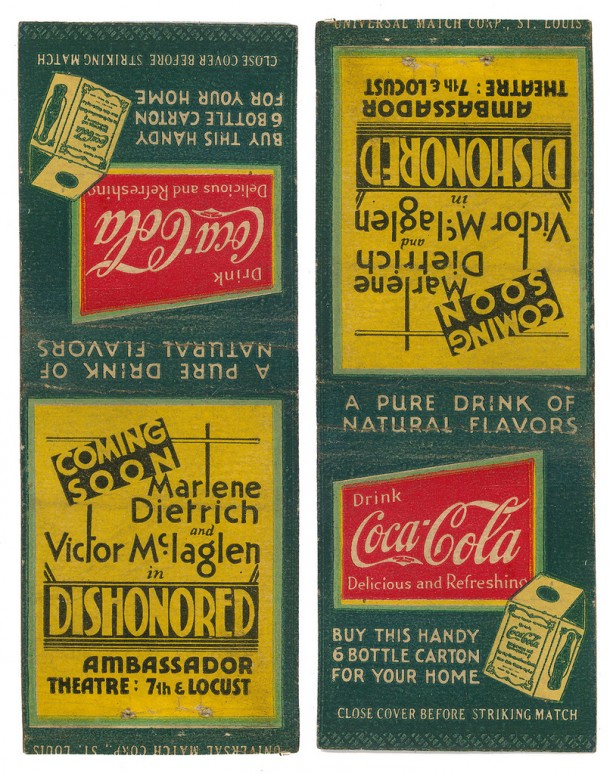 A PURE DRINK OF
NATURAL FLAVORS
Drink
Coca-Cola
Delicious and Refreshing
BUY THIS HANDY
6 BOTTLE CARTON
FOR YOUR HOME
Coca-Cola
CLOSE COVER BEFORE STRIKING MATCH
COMING
SOON
Marlene
Dietrich
and
Victor McLaglen
in
DISHONORED
AMBASSADOR
THEATRE: 7th & LOCUST
UNIVERSAL MATCH CORP., ST. LOUIS
UNIVERSAL MATCH CORP., ST. LOUIS
COMING
SOON
Marlene
Dietrich
and
Victor McLaglen
in
DISHONORED
AMBASSADOR
THEATRE: 7th & LOCUST
A PURE DRINK OF
NATURAL FLAVORS
Drink
Coca-Cola
Delicious and Refreshing
BUY THIS HANDY
6 BOTTLE CARTON
FOR YOUR HOME
Coca-Cola
CLOSE COVER BEFORE STRIKING MATCH